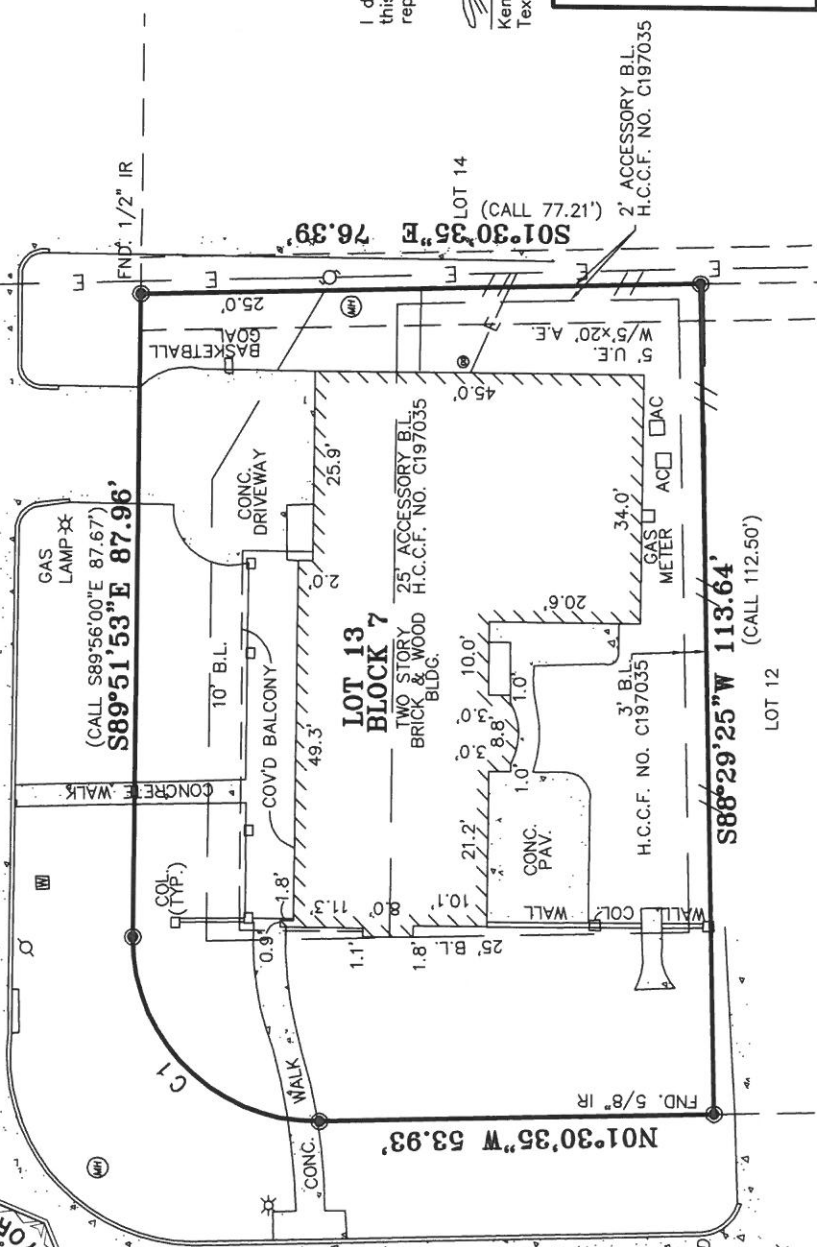 I d
this
rep
Ken
Tex
FND. 1/2" IR
LOT 14
(CALL 77.21')
S01°30'35"E 76.39'
2' ACCESSORY B.L.
H.C.C.F. NO. C197035
E
E
E
E
E
25.0'
MH
BASKETBALL
GOAL
5' U.E.
W/5'x20' A.E.
45.0'
GAS
LAMP
(CALL S89°56'00"E 87.67')
S89°51'53"E 87.96'
CONC.
DRIVEWAY
25.9'
2.0'
10' B.L.
COV'D BALCONY
49.3'
CONCRETE WALK
COL.
(TYP.)
LOT 13
BLOCK 7
TWO STORY
BRICK & WOOD
BLDG.
25' ACCESSORY B.L.
H.C.C.F. NO. C197035
34.0'
AC
AC
GAS
METER
20.6'
10.0'
1.0'
3.0'
8.8'
3.0'
1.0'
21.2'
CONC.
PAV.
3' B.L.
H.C.C.F. NO. C197035
S88°29'25"W 113.64'
(CALL 112.50')
LOT 12
W
1.8'
0.9'
11.3'
8.0'
10.1'
1.1'
1.8'
25' B.L.
WALL
COL.
WALL
C1
CONC.
WALK
MH
N01°30'35"W 53.93'
FND. 5/8" IR